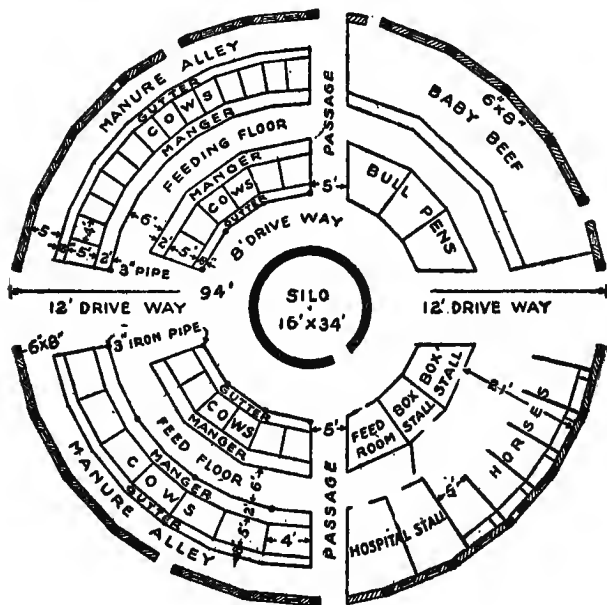 MANURE ALLEY
GUTTER
COWS
MANGER
FEEDING FLOOR
MANGER
COWS
GUTTER
8' DRIVE WAY
PASSAGE
5'
6"X8"
BABY BEEF
BULL PENS
5'
4'
5'
2'
6'
2'
5'
3" PIPE
12' DRIVE WAY
94'
SILO
16'X34'
12' DRIVE WAY
6"X8"
3" IRON PIPE
GUTTER
COWS
MANGER
FEED FLOOR
MANGER
COWS
GUTTER
MANURE ALLEY
6'
2'
5'
4'
5'
PASSAGE
FEED
ROOM
BOX
STALL
BOX
STALL
21'
HORSES
HOSPITAL STALL